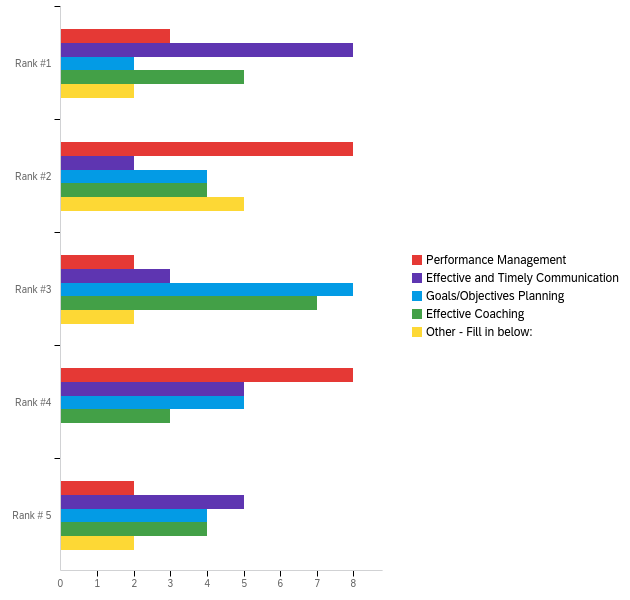 Rank #1
Rank #2
Rank #3
Rank #4
Rank # 5
0 1 2 3 4 5 6 7 8
Performance Management
Effective and Timely Communication
Goals/Objectives Planning
Effective Coaching
Other - Fill in below: